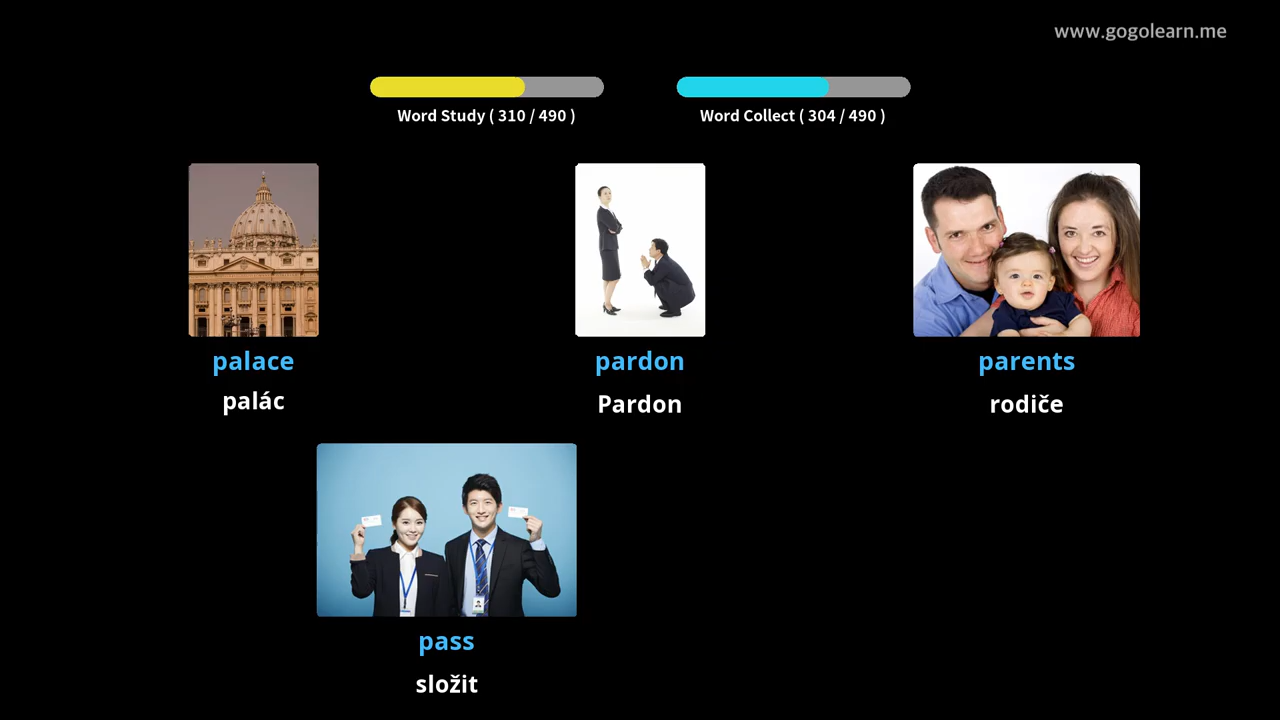 www.gogolearn.me
Word Study ( 310 / 490 )
Word Collect ( 304 / 490 )
palace
pardon
parents
palác
Pardon
rodiče
pass
složit